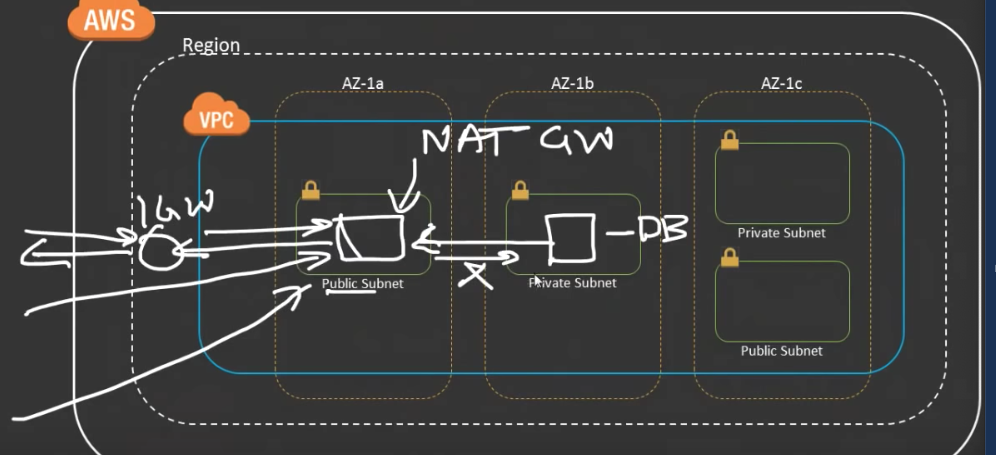 AWS
Region
AZ-1a
AZ-1b
AZ-1c
VPC
NAT GW
IGW
DB
X
Public Subnet
Private Subnet
Private Subnet
Public Subnet